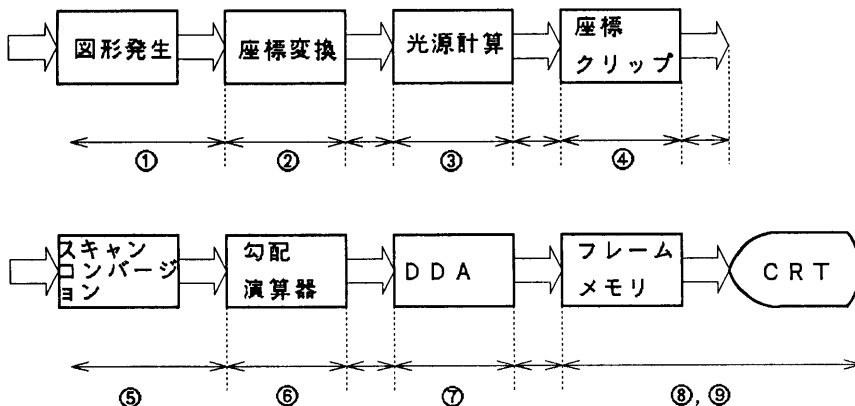 図形発生
座標変換
光源計算
座標
クリップ
①
②
③
④
スキャン
コンバージ
ョン
勾配
演算器
DDA
フレーム
メモリ
CRT
⑤
⑥
⑦
⑧, ⑨